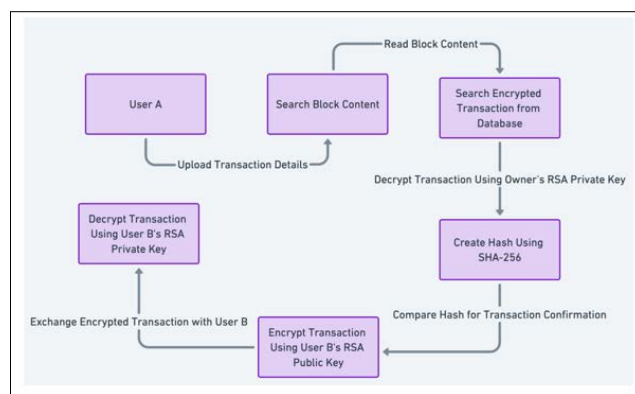 Read Block Content
User A
Search Block Content
Search Encrypted
Transaction from
Database
Upload Transaction Details
Decrypt Transaction Using Owner's RSA Private Key
Decrypt Transaction
Using User B's RSA
Private Key
Create Hash Using
SHA-256
Compare Hash for Transaction Confirmation
Exchange Encrypted Transaction with User B
Encrypt Transaction
Using User B's RSA
Public Key